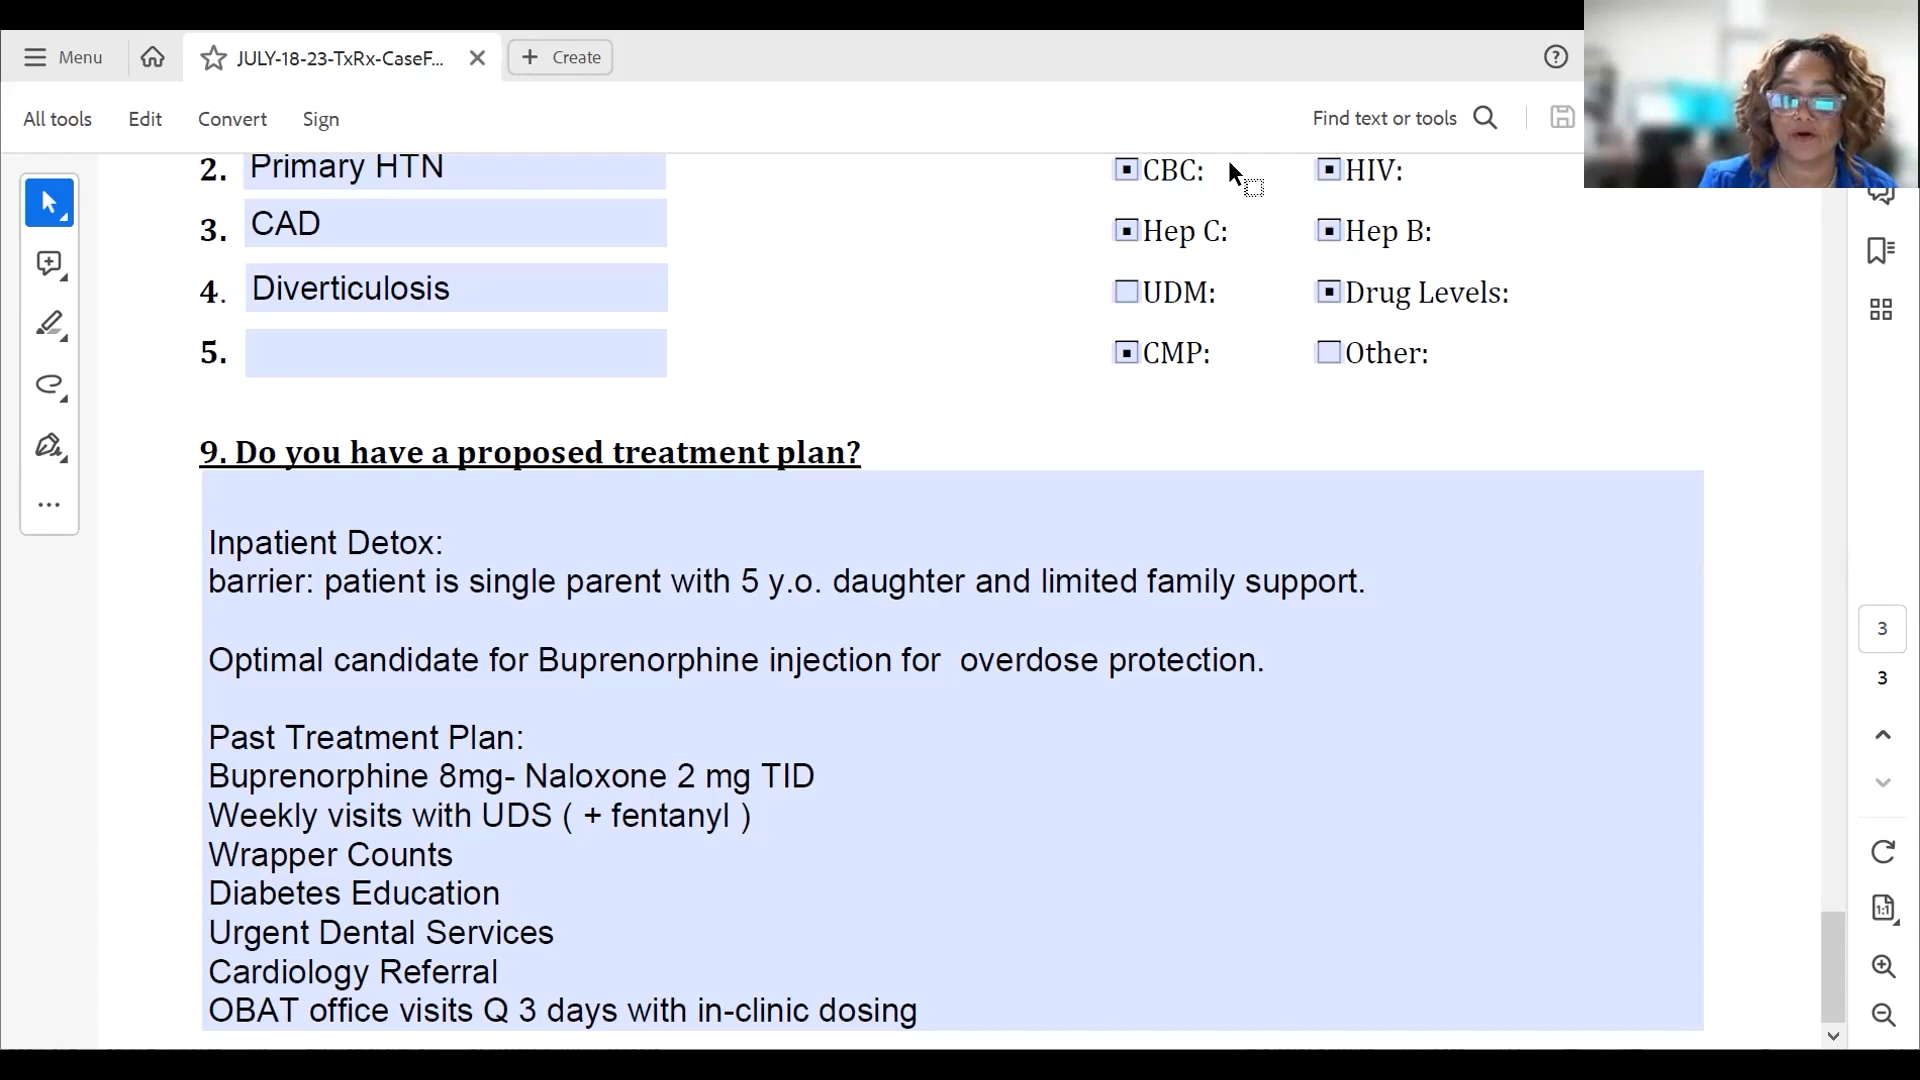 Menu
JULY-18-23-TxRx-CaseF...
Create
All tools
Edit
Convert
Sign
Find text or tools
2. Primary HTN
CBC:
HIV:
3. CAD
Hep C:
Hep B:
4. Diverticulosis
UDM:
Drug Levels:
5.
CMP:
Other:
9. Do you have a proposed treatment plan?
Inpatient Detox:
barrier: patient is single parent with 5 y.o. daughter and limited family support.
Optimal candidate for Buprenorphine injection for  overdose protection.
Past Treatment Plan:
Buprenorphine 8mg- Naloxone 2 mg TID
Weekly visits with UDS ( + fentanyl )
Wrapper Counts
Diabetes Education
Urgent Dental Services
Cardiology Referral
OBAT office visits Q 3 days with in-clinic dosing
3
3
1:1